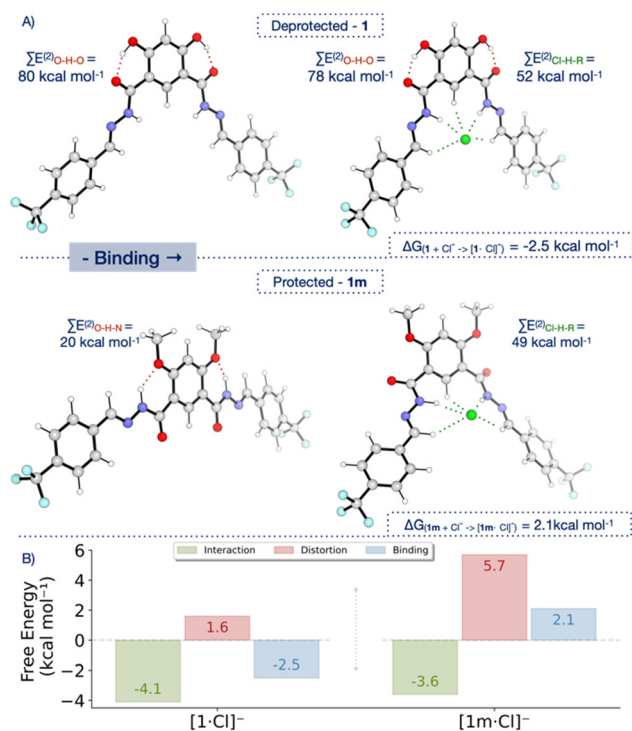 A)
Deprotected - 1
∑E⁽²⁾O-H-O =
80 kcal mol⁻¹
∑E⁽²⁾O-H-O =
78 kcal mol⁻¹
∑E⁽²⁾Cl-H-R =
52 kcal mol⁻¹
ΔG(1 + Cl⁻ -> [1· Cl]⁻) = -2.5 kcal mol⁻¹
- Binding →
Protected - 1m
∑E⁽²⁾O-H-N =
20 kcal mol⁻¹
∑E⁽²⁾Cl-H-R =
49 kcal mol⁻¹
ΔG(1m + Cl⁻ -> [1m· Cl]⁻) = 2.1kcal mol⁻¹
B)
Interaction Distortion Binding
Free Energy
(kcal mol⁻¹)
6
4
2
0
−2
−4
-4.1
1.6
-2.5
-3.6
5.7
2.1
[1·Cl]⁻
[1m·Cl]⁻